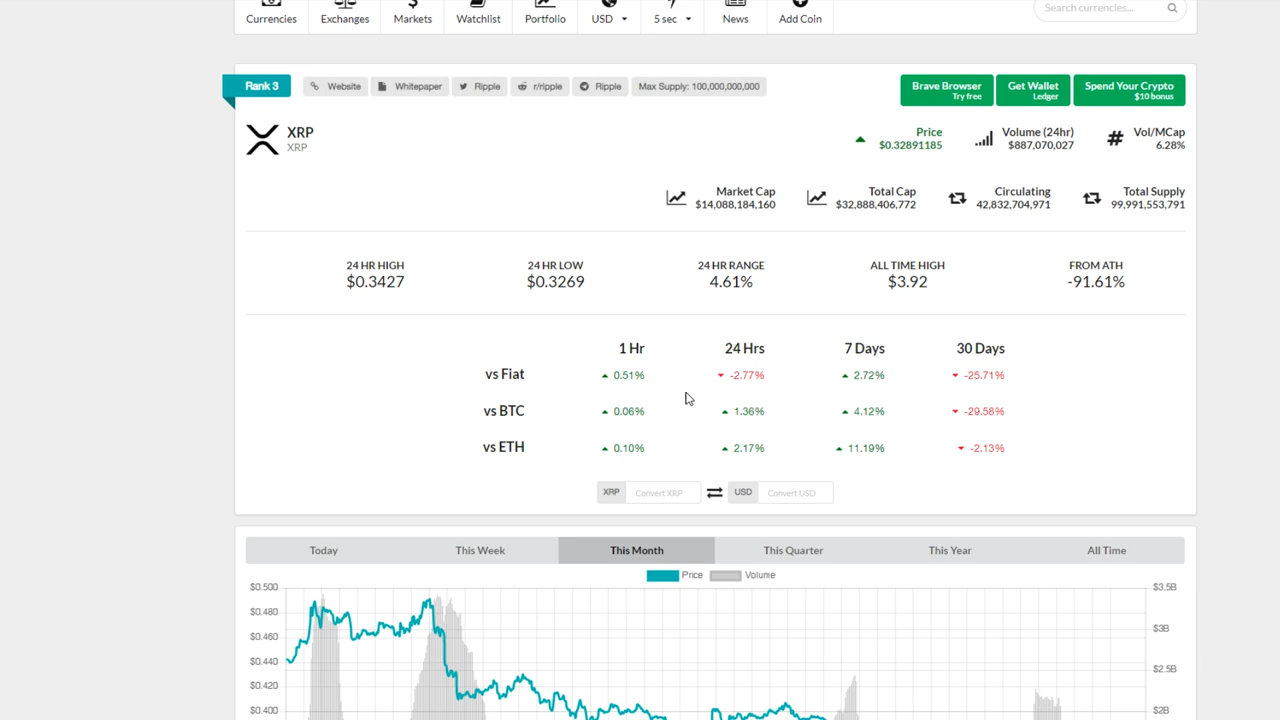 Currencies Exchanges Markets Watchlist Portfolio USD 5 sec News Add Coin Search currencies...
Rank 3 Website Whitepaper Ripple r/ripple Ripple Max Supply: 100,000,000,000
Brave Browser Get Wallet Spend Your Crypto
Try free Ledger $10 bonus
XRP
XRP
Price Volume (24hr) Vol/MCap
$0.32891185 $887,070,027 6.28%
Market Cap Total Cap Circulating Total Supply
$14,088,184,160 $32,888,406,772 42,832,704,971 99,991,553,791
24 HR HIGH 24 HR LOW 24 HR RANGE ALL TIME HIGH FROM ATH
$0.3427 $0.3269 4.61% $3.92 -91.61%
1 Hr 24 Hrs 7 Days 30 Days
vs Fiat 0.51% -2.77% 2.72% -25.71%
vs BTC 0.06% 1.36% 4.12% -29.58%
vs ETH 0.10% 2.17% 11.19% -2.13%
XRP Convert XRP USD Convert USD
Today This Week This Month This Quarter This Year All Time
Price Volume
$0.500 $3.5B
$0.480
$0.460 $3B
$0.440 $2.5B
$0.420
$0.400 $2B